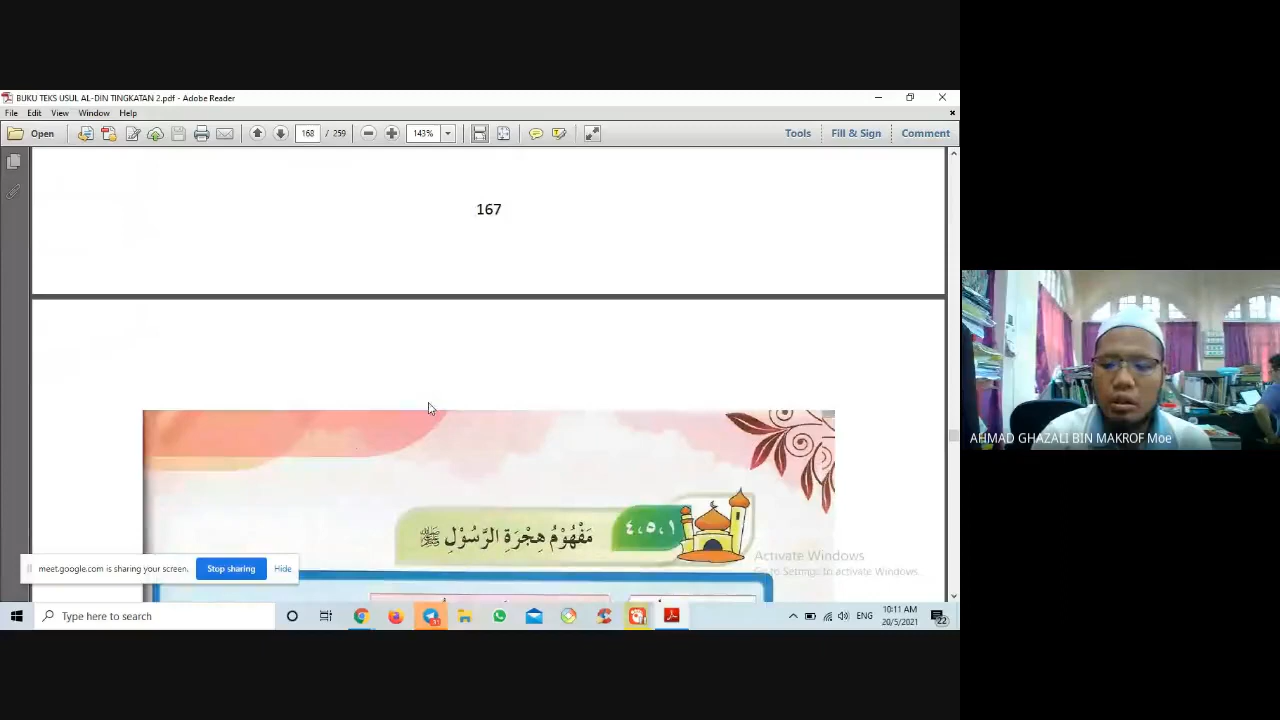 BUKU TEKS USUL AL-DIN TINGKATAN 2.pdf - Adobe Reader
File Edit View Window Help
Open 168 / 259 143% Tools Fill & Sign Comment
167
٤،٥،١ مَفْهُوْمُ هِجْرَةِ الرَّسُوْلِ ﷺ
AHMAD GHAZALI BIN MAKROF Moe
Activate Windows
Go to Settings to activate Windows.
meet.google.com is sharing your screen. Stop sharing Hide
Type here to search
ENG
10:11 AM
20/5/2021
22